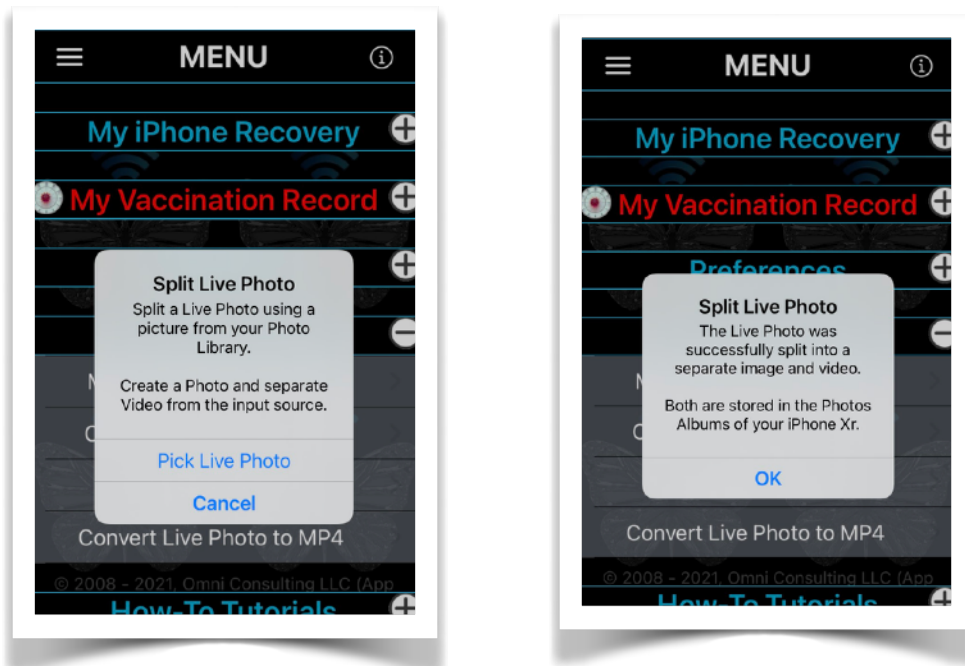 MENU
My iPhone Recovery
My Vaccination Record
Split Live Photo
Split a Live Photo using a
picture from your Photo
Library.
Create a Photo and separate
Video from the input source.
Pick Live Photo
Cancel
Convert Live Photo to MP4
© 2008 - 2021, Omni Consulting LLC (App
How-To Tutorials
MENU
My iPhone Recovery
My Vaccination Record
Preferences
Split Live Photo
The Live Photo was
successfully split into a
separate image and video.
Both are stored in the Photos
Albums of your iPhone Xr.
OK
Convert Live Photo to MP4
© 2008 - 2021, Omni Consulting LLC (App
How-To Tutorials